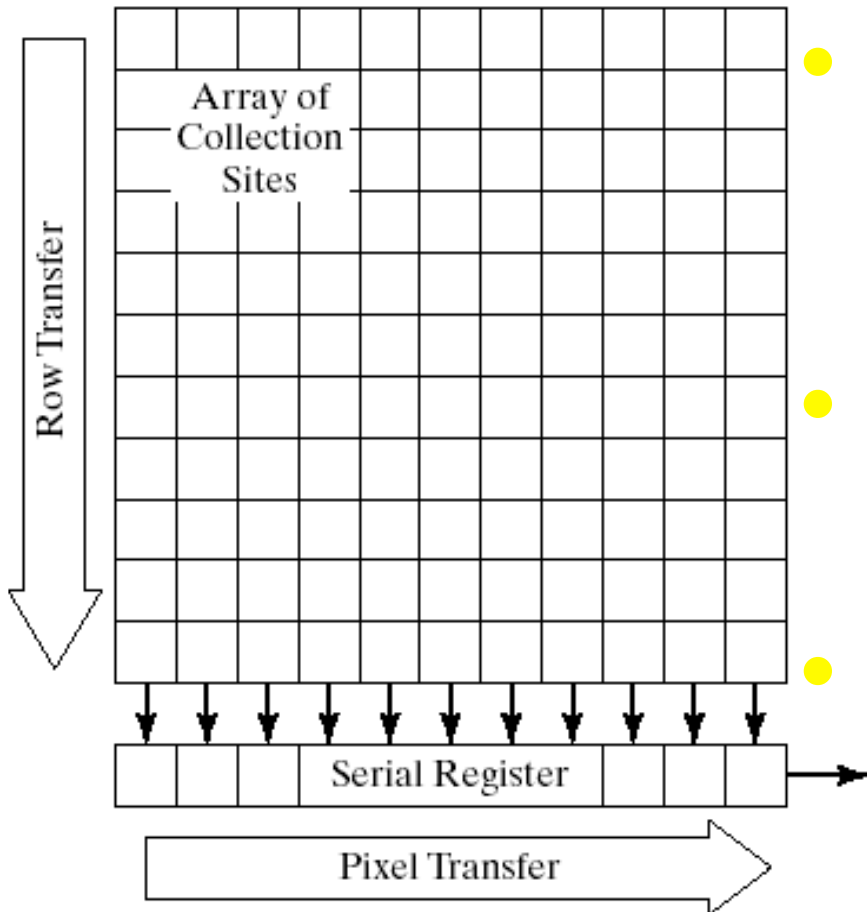 Array of
Collection
Sites
Row Transfer
Serial Register
Pixel Transfer